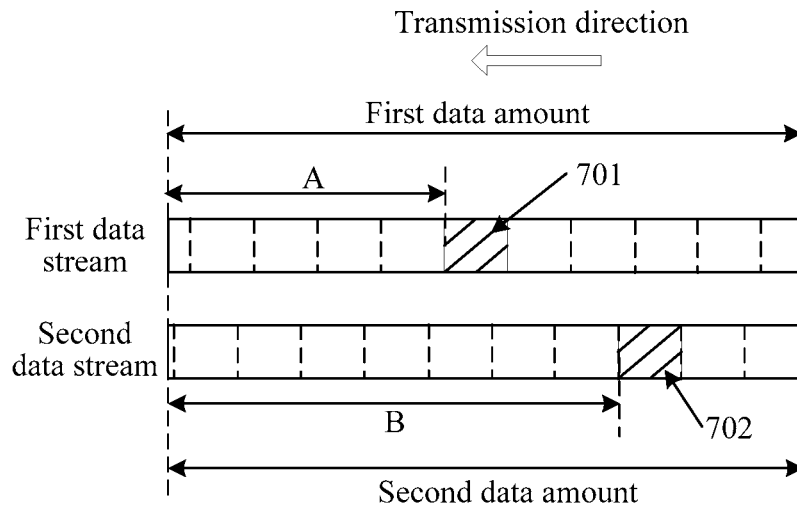 Transmission direction
First data amount
A
701
First data
stream
Second
data stream
B
702
Second data amount